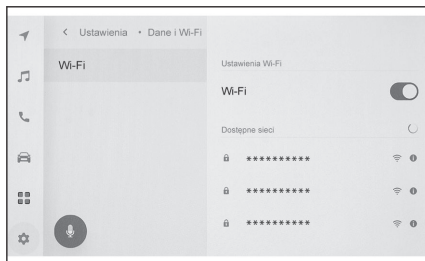 Ustawienia • Dane i Wi-Fi
Wi-Fi
Ustawienia Wi-Fi
Wi-Fi
Dostępne sieci
**********
**********
**********